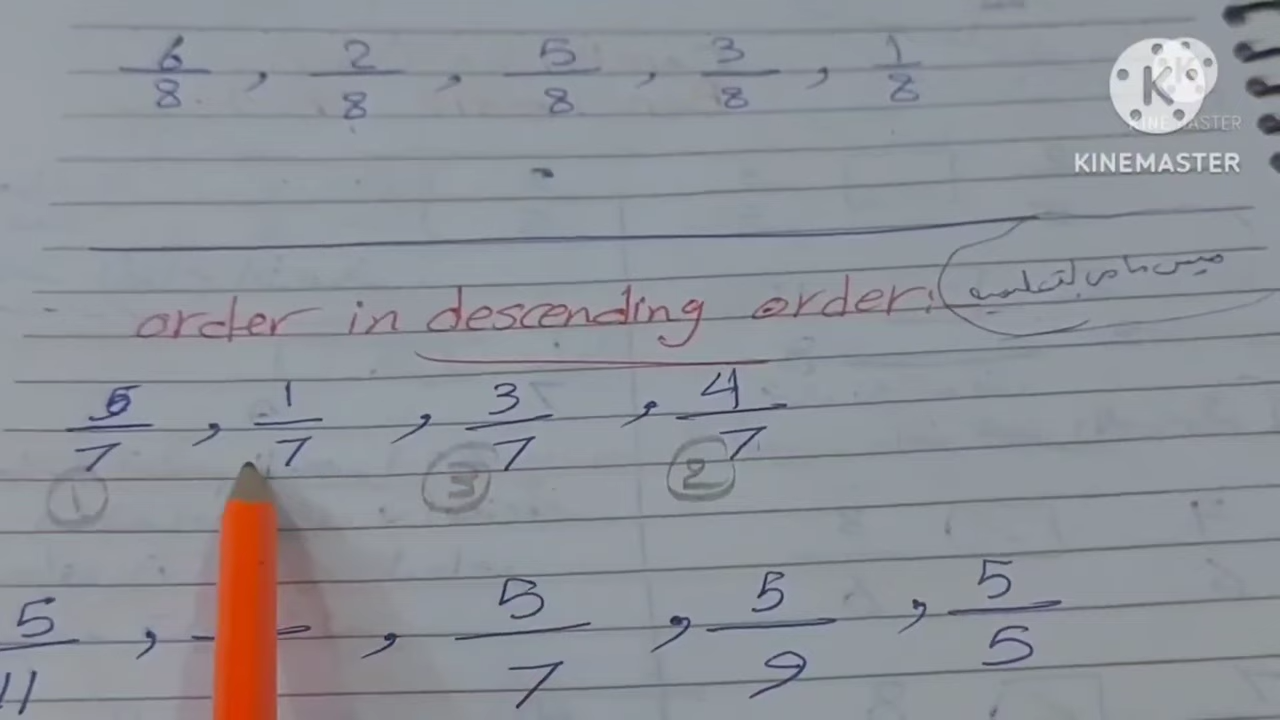 6/8 , 2/8 , 5/8 , 3/8 , 1/8
KINEMASTER
KINEMASTER
order in descending order.
5/7 , 1/7 , 3/7 , 4/7
1 3 2
5/11 , , 5/7 , 5/9 , 5/5